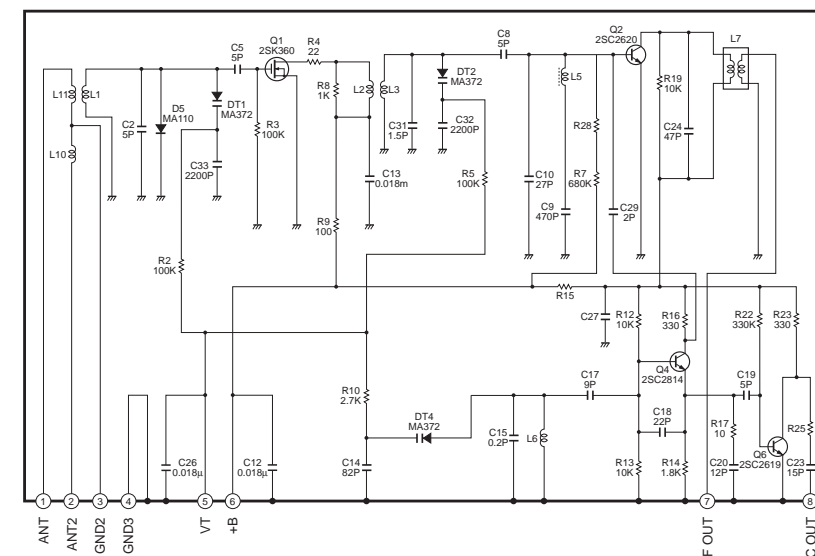 Q1
2SK360
R4
22
C5
5P
C8
5P
Q2
2SC2620
L7
L11
L1
C2
5P
D5
MA110
DT1
MA372
R3
100K
R8
1K
L2
L3
DT2
MA372
L5
R19
10K
C24
47P
L10
C33
2200P
C31
1.5P
C32
2200P
R28
C13
0.018m
R5
100K
C10
27P
R7
680K
C9
470P
C29
2P
R9
100
R2
100K
R15
C27
R12
10K
R16
330
R22
330K
R23
330
Q4
2SC2814
R10
2.7K
DT4
MA372
C17
9P
C19
5P
C15
0.2P
L6
C18
22P
R17
10
R25
Q6
2SC2619
C26
0.018µ
C12
0.018µ
C14
82P
R13
10K
R14
1.8K
C20
12P
C23
15P
1
2
3
4
5
6
7
8
ANT
ANT2
GND2
GND3
VT
+B
F OUT
C OUT